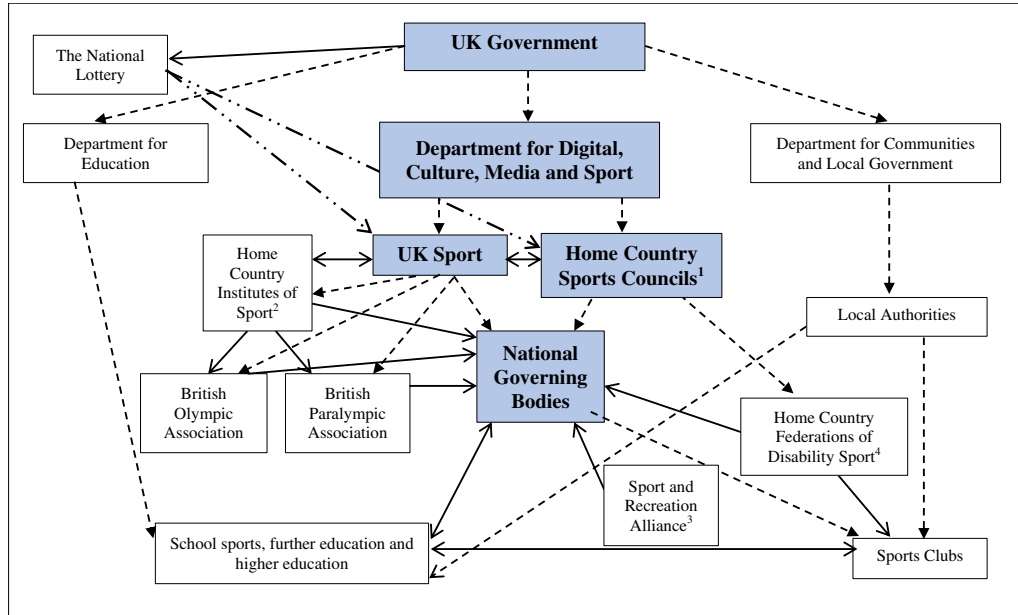 UK Government
The National
Lottery
Department for
Education
Department for Digital,
Culture, Media and Sport
Department for Communities
and Local Government
Home
Country
Institutes of
Sport²
UK Sport
Home Country
Sports Councils¹
Local Authorities
National
Governing
Bodies
British
Olympic
Association
British
Paralympic
Association
Home Country
Federations of
Disability Sport⁴
Sport and
Recreation
Alliance³
School sports, further education and
higher education
Sports Clubs